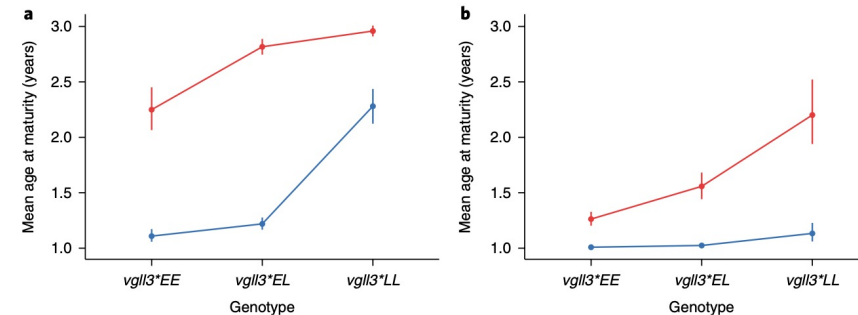 a
Mean age at maturity (years)
3.0
2.5
2.0
1.5
1.0
vgll3*EE vgll3*EL vgll3*LL
Genotype
b
Mean age at maturity (years)
3.0
2.5
2.0
1.5
1.0
vgll3*EE vgll3*EL vgll3*LL
Genotype